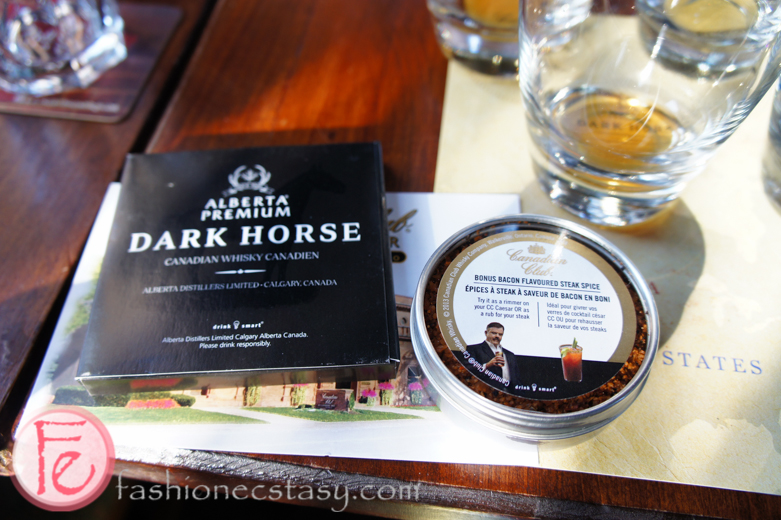 ALBERTA
PREMIUM
DARK HORSE
CANADIAN WHISKY CANADIEN
ALBERTA DISTILLERS LIMITED • CALGARY, CANADA
drink smart
Alberta Distillers Limited Calgary Alberta Canada.
Please drink responsibly.
Canadian
Club
BONUS BACON FLAVOURED STEAK SPICE
ÉPICES À STEAK À SAVEUR DE BACON EN BONI
Try it as a rimmer on
your CC Caesar OR as
a rub for your steak
Idéal pour givrer vos
verres de cocktail césar
CC OU pour rehausser
la saveur de vos steaks
drink smart
STATES
Fe
fashionecstasy.com